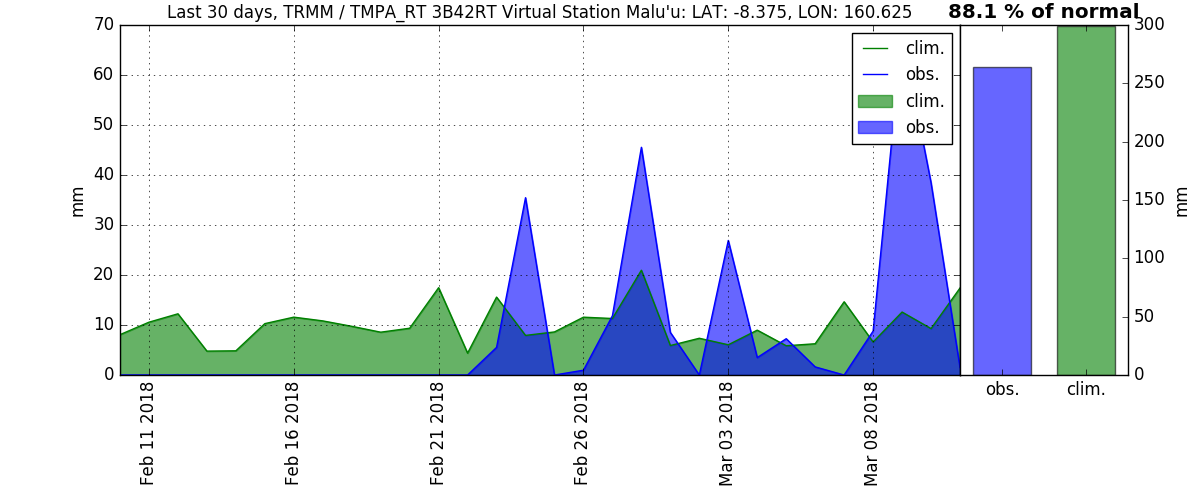 Last 30 days, TRMM / TMPA_RT 3B42RT Virtual Station Malu'u: LAT: -8.375, LON: 160.625
88.1 % of normal
70
60
50
40
30
20
10
0
mm
clim.
obs.
clim.
obs.
300
250
200
150
100
50
0
mm
obs.
clim.
Feb 11 2018
Feb 16 2018
Feb 21 2018
Feb 26 2018
Mar 03 2018
Mar 08 2018